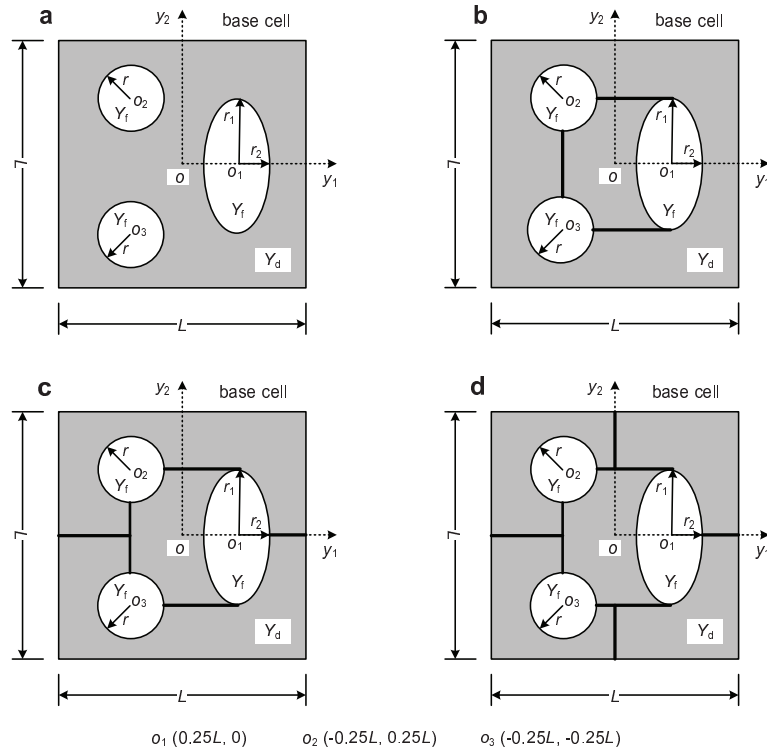 a
y2
base cell
r
o2
Yf
r1
r2
L
o
o1
y1
Yf
o3
r
Yf
Yd
L
b
y2
base cell
r
o2
Yf
r1
r2
L
o
o1
y1
Yf
o3
r
Yf
Yd
L
c
y2
base cell
r
o2
Yf
r1
r2
L
o
o1
y1
Yf
o3
r
Yf
Yd
L
d
y2
base cell
r
o2
Yf
r1
r2
L
o
o1
y1
Yf
o3
r
Yf
Yd
L
o1 (0.25L, 0) o2 (-0.25L, 0.25L) o3 (-0.25L, -0.25L)